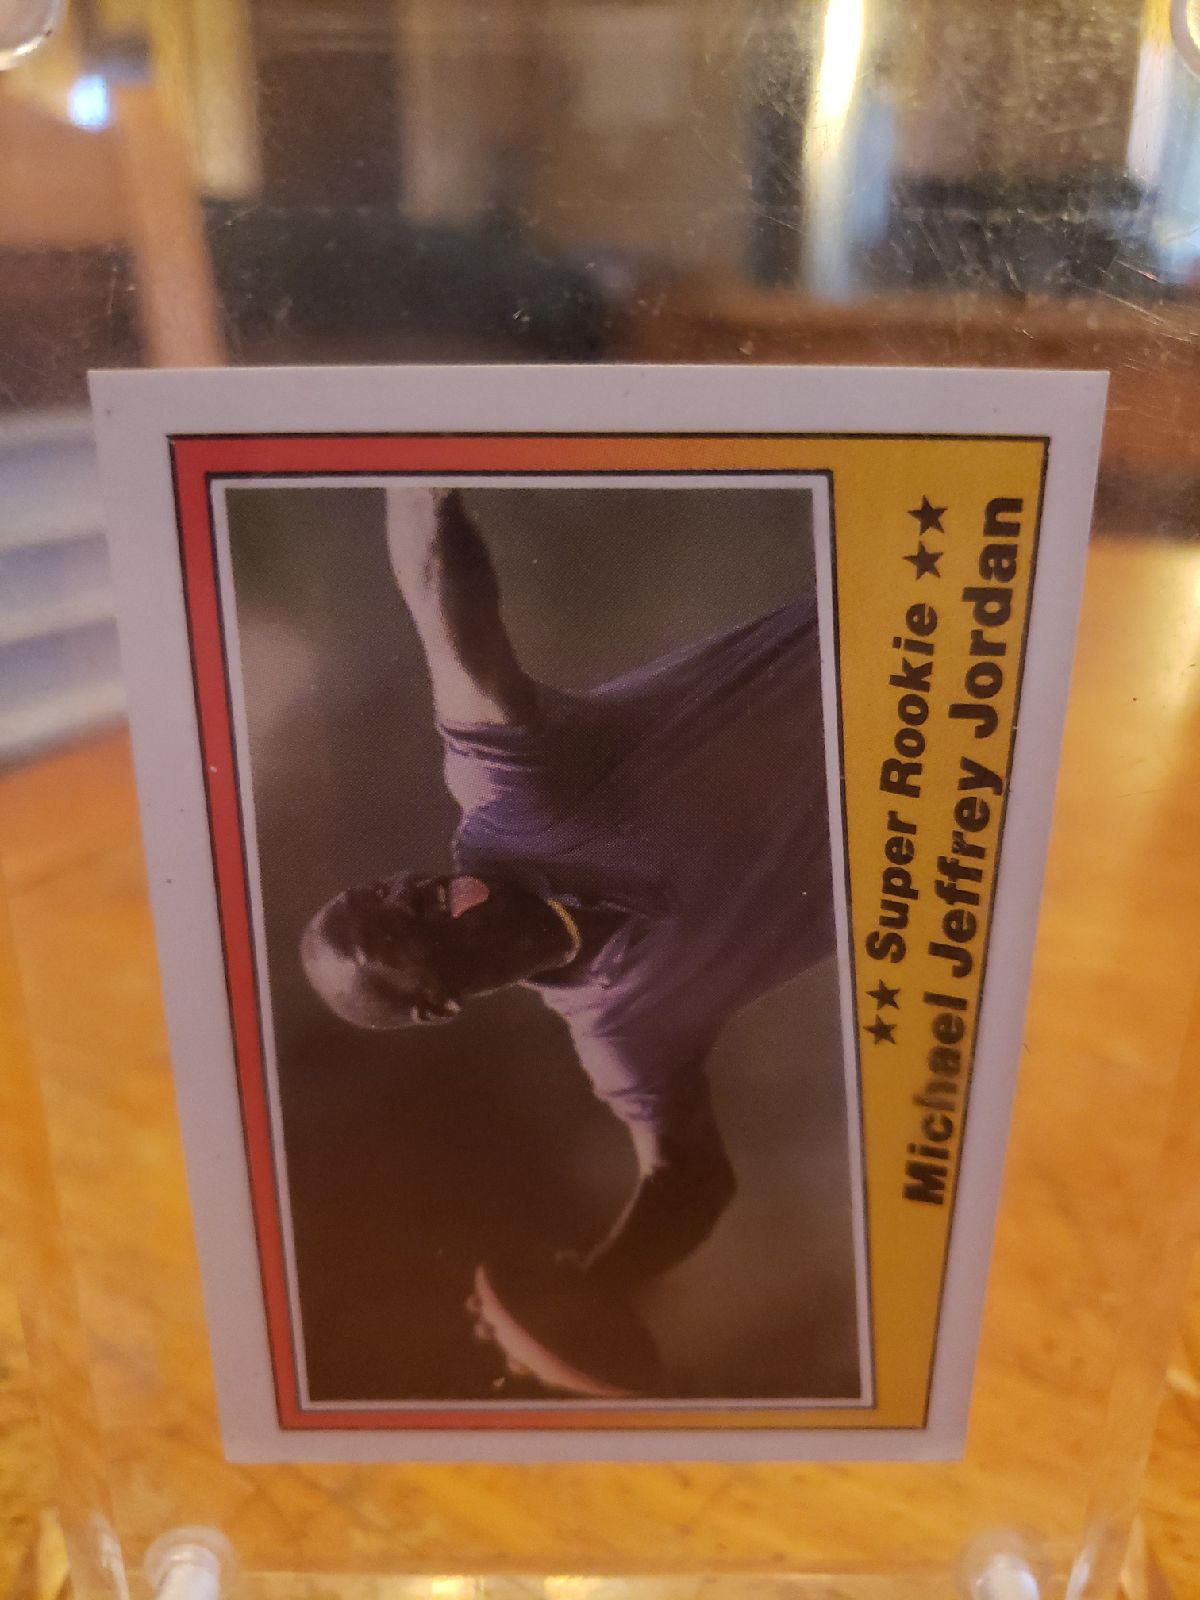 ★★ Super Rookie ★★
Michael Jeffrey Jordan